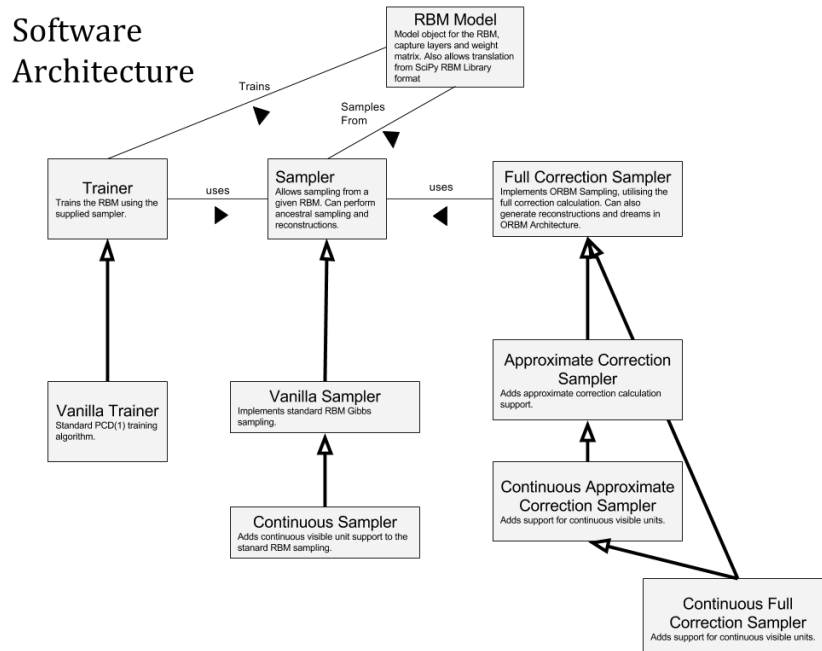 Software
Architecture
RBM Model
Model object for the RBM,
capture layers and weight
matrix. Also allows translation
from SciPy RBM Library
format
Trains
Samples
From
Trainer
Trains the RBM using the
supplied sampler.
uses
Sampler
Allows sampling from a
given RBM. Can perform
ancestral sampling and
reconstructions.
uses
Full Correction Sampler
Implements ORBM Sampling, utilising the
full correction calculation. Can also
generate reconstructions and dreams in
ORBM Architecture.
Approximate Correction
Sampler
Adds approximate correction calculation
support.
Vanilla Trainer
Standard PCD(1) training
algorithm.
Vanilla Sampler
Implements standard RBM Gibbs
sampling.
Continuous Approximate
Correction Sampler
Adds support for continuous visible units.
Continuous Sampler
Adds continuous visible unit support to the
stanard RBM sampling.
Continuous Full
Correction Sampler
Adds support for continuous visible units.